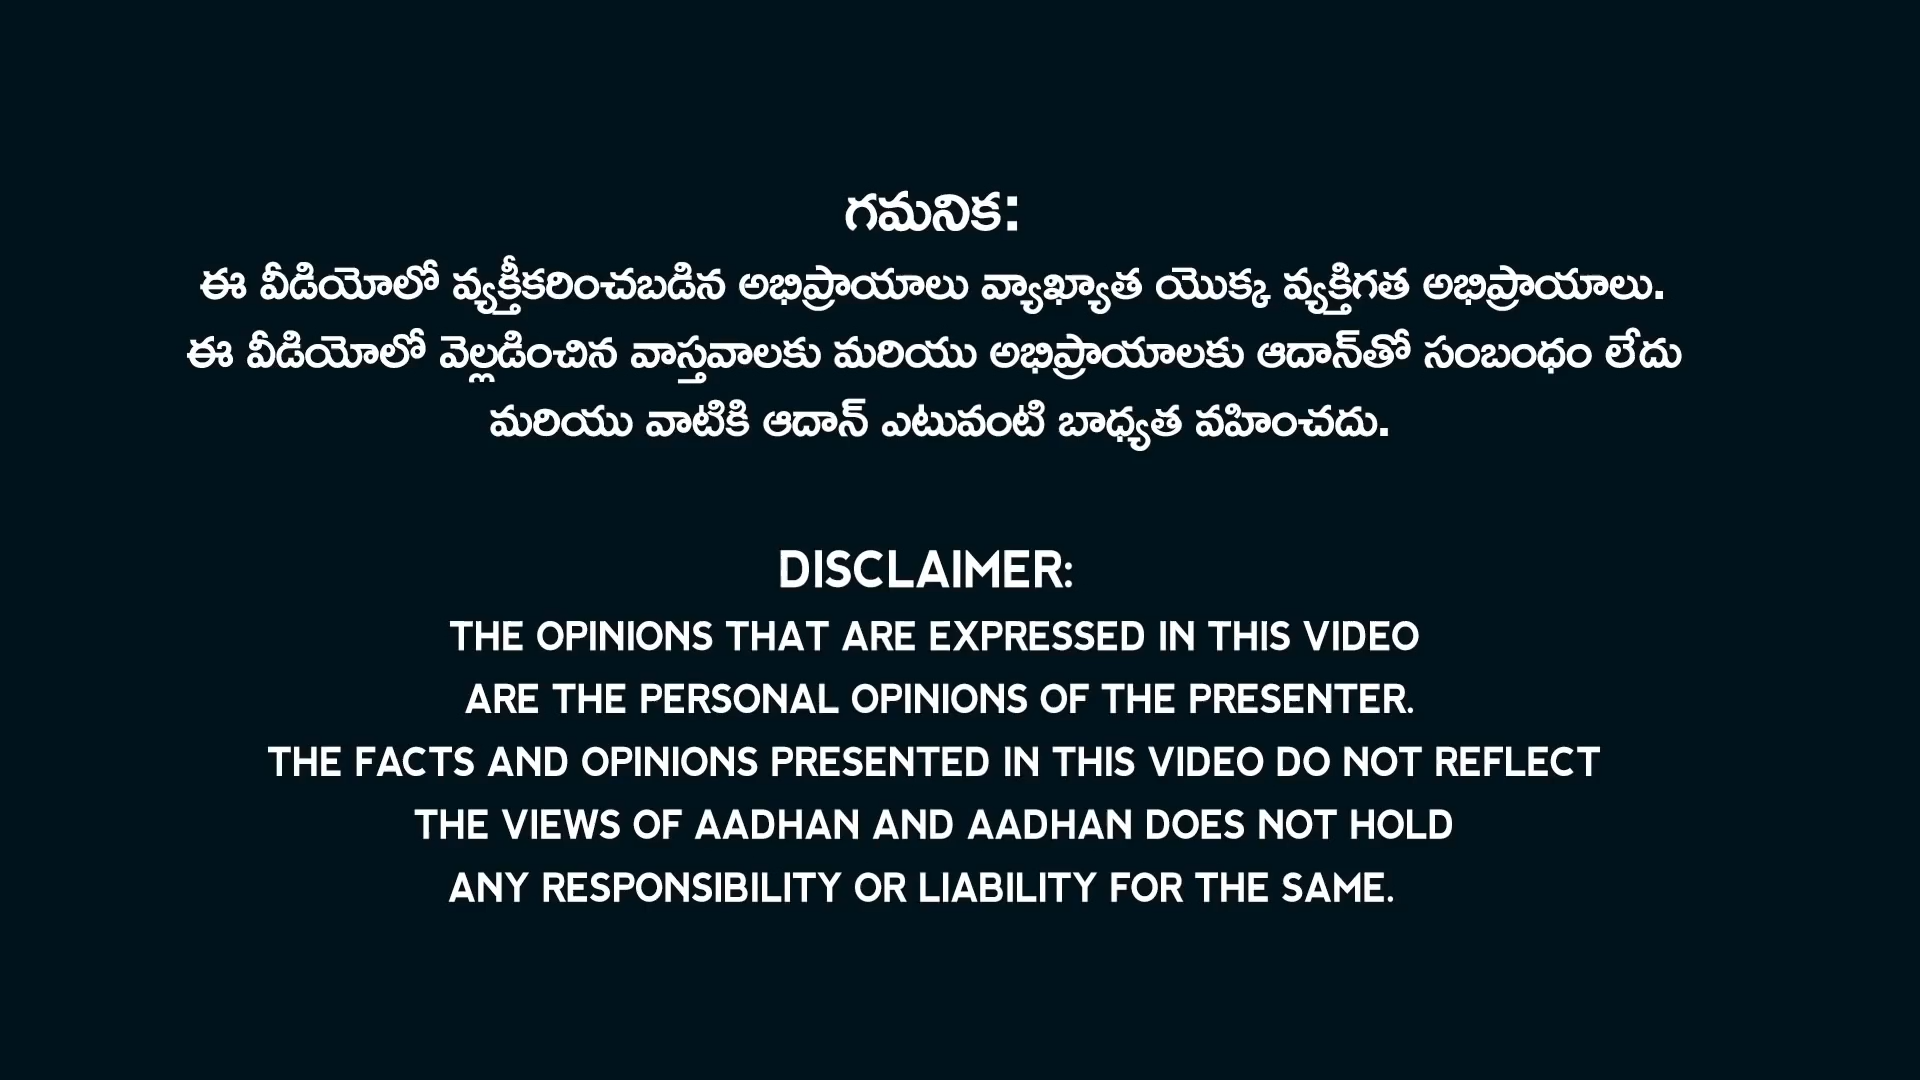 గమనిక:
ఈ వీడియోలో వ్యక్తీకరించబడిన అభిప్రాయాలు వ్యాఖ్యాత యొక్క వ్యక్తిగత అభిప్రాయాలు.
ఈ వీడియోలో వెల్లడించిన వాస్తవాలకు మరియు అభిప్రాయాలకు ఆదాన్‌తో సంబంధం లేదు
మరియు వాటికి ఆదాన్ ఎటువంటి బాధ్యత వహించదు.
DISCLAIMER:
THE OPINIONS THAT ARE EXPRESSED IN THIS VIDEO
ARE THE PERSONAL OPINIONS OF THE PRESENTER.
THE FACTS AND OPINIONS PRESENTED IN THIS VIDEO DO NOT REFLECT
THE VIEWS OF AADHAN AND AADHAN DOES NOT HOLD
ANY RESPONSIBILITY OR LIABILITY FOR THE SAME.